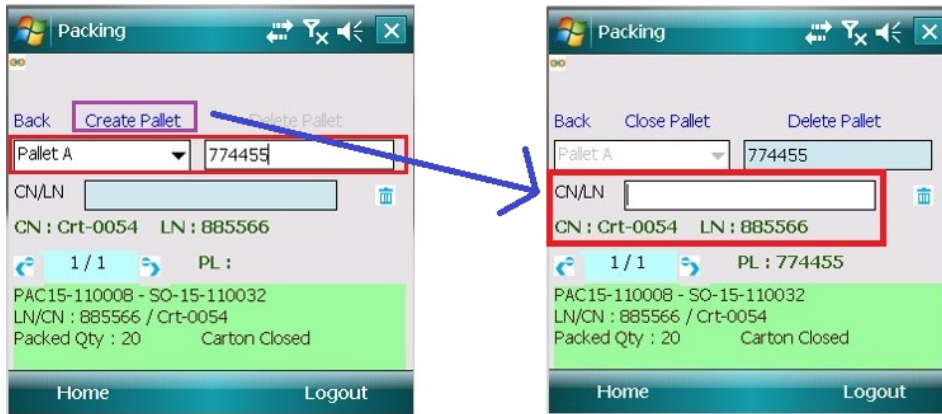 Packing
Back Create Pallet Delete Pallet
Pallet A 774455
CN/LN
CN : Crt-0054 LN : 885566
1 / 1 PL :
PAC15-110008 - SO-15-110032
LN/CN : 885566 / Crt-0054
Packed Qty : 20 Carton Closed
Home Logout
Packing
Back Close Pallet Delete Pallet
Pallet A 774455
CN/LN
CN : Crt-0054 LN : 885566
1 / 1 PL : 774455
PAC15-110008 - SO-15-110032
LN/CN : 885566 / Crt-0054
Packed Qty : 20 Carton Closed
Home Logout